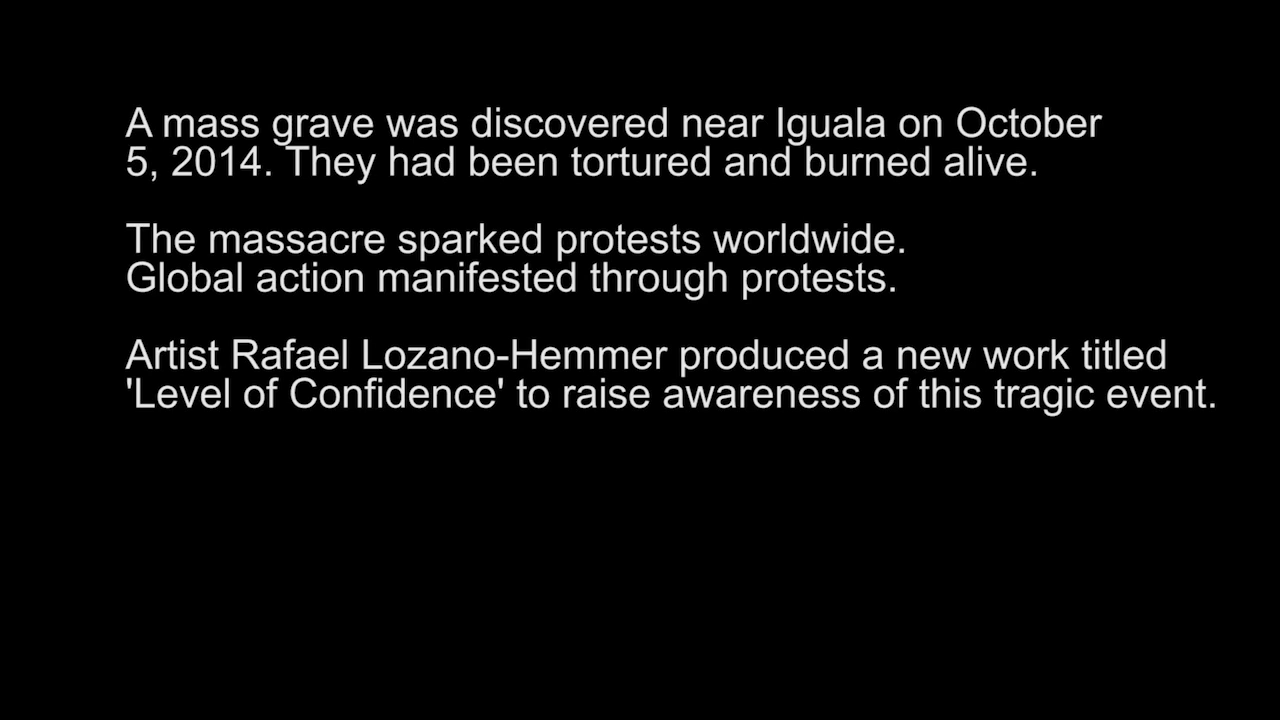 A mass grave was discovered near Iguala on October
5, 2014. They had been tortured and burned alive.
The massacre sparked protests worldwide.
Global action manifested through protests.
Artist Rafael Lozano-Hemmer produced a new work titled
'Level of Confidence' to raise awareness of this tragic event.